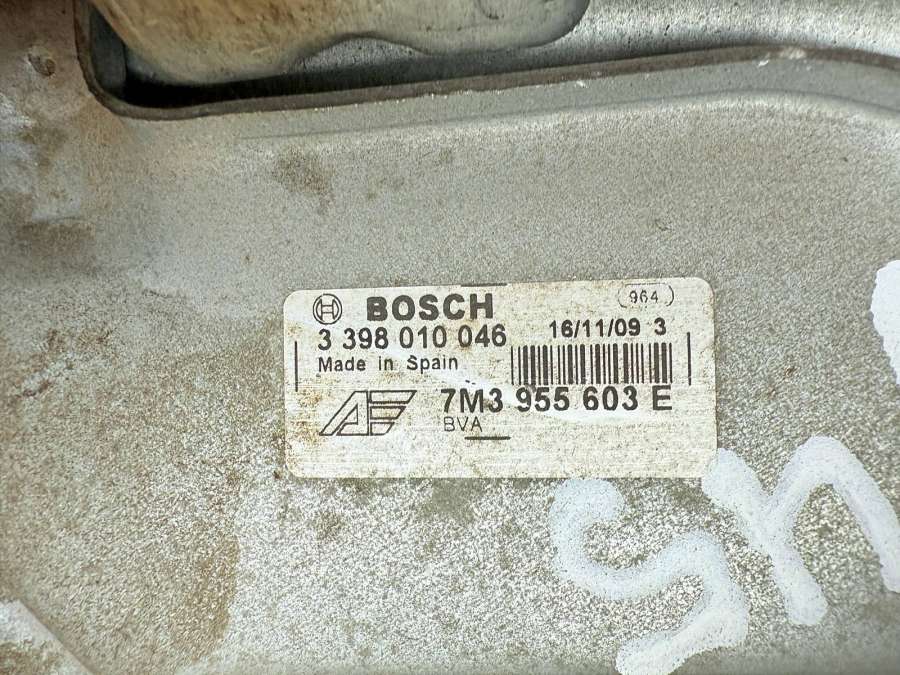 BOSCH 964
3 398 010 046 16/11/09 3
Made in Spain
7M3 955 603 E
BVA